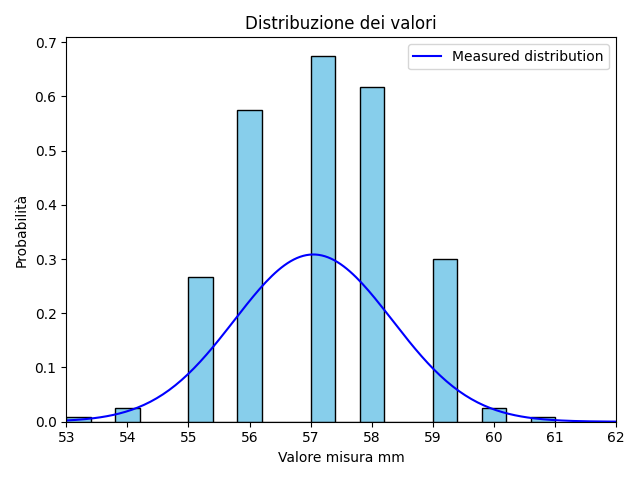 Distribuzione dei valori
Measured distribution
Probabilità
0.7
0.6
0.5
0.4
0.3
0.2
0.1
0.0
53 54 55 56 57 58 59 60 61 62
Valore misura mm